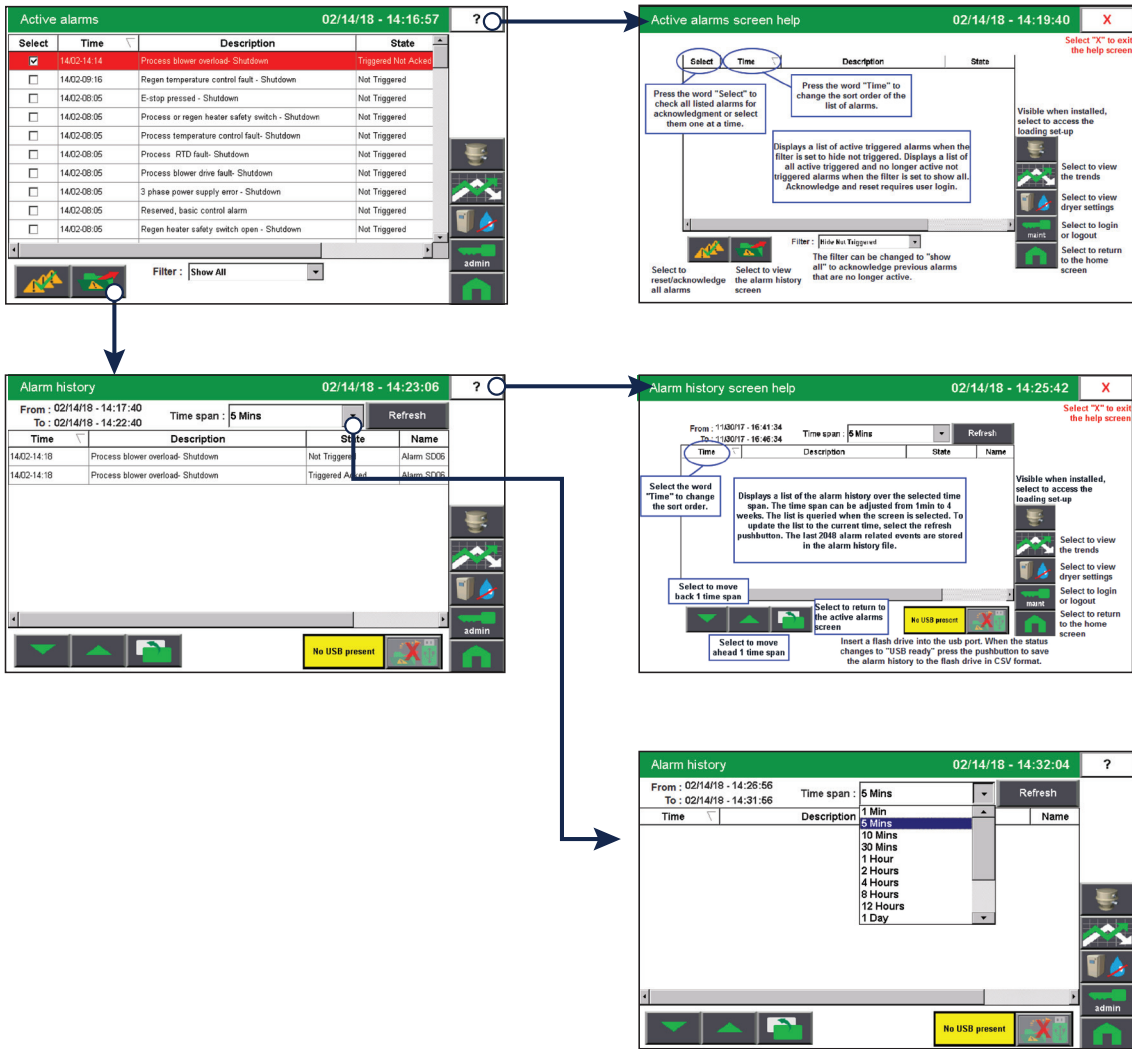 Active alarms 02/14/18 - 14:16:57 ?
Select Time Description State
14/02-14:14 Process blower overload- Shutdown Triggered Not Acked
14/02-09:16 Regen temperature control fault - Shutdown Not Triggered
14/02-08:05 E-stop pressed - Shutdown Not Triggered
14/02-08:05 Process or regen heater safety switch - Shutdown Not Triggered
14/02-08:05 Process temperature control fault- Shutdown Not Triggered
14/02-08:05 Process RTD fault- Shutdown Not Triggered
14/02-08:05 Process blower drive fault- Shutdown Not Triggered
14/02-08:05 3 phase power supply error - Shutdown Not Triggered
14/02-08:05 Reserved, basic control alarm Not Triggered
14/02-08:05 Regen heater safety switch open - Shutdown Not Triggered
Filter : Show All
admin
Active alarms screen help 02/14/18 - 14:19:40 X
Select "X" to exit
the help screen
Select Time Description State
Press the word "Select" to
check all listed alarms for
acknowledgment or select
them one at a time.
Press the word "Time" to
change the sort order of the
list of alarms.
Displays a list of active triggered alarms when the
filter is set to hide not triggered. Displays a list of
all active triggered and no longer active not
triggered alarms when the filter is set to show all.
Acknowledge and reset requires user login.
Visible when installed,
select to access the
loading set-up
Select to view
the trends
Select to view
dryer settings
maint
Select to login
or logout
Select to return
to the home
screen
Filter : Hide Not Triggered
The filter can be changed to "show
all" to acknowledge previous alarms
that are no longer active.
Select to
reset/acknowledge
all alarms
Select to view
the alarm history
screen
Alarm history 02/14/18 - 14:23:06 ?
From : 02/14/18 - 14:17:40
To : 02/14/18 - 14:22:40
Time span : 5 Mins Refresh
Time Description State Name
14/02-14:18 Process blower overload- Shutdown Not Triggered Alarm SD06
14/02-14:18 Process blower overload- Shutdown Triggered Acked Alarm SD06
admin
No USB present
Alarm history screen help 02/14/18 - 14:25:42 X
Select "X" to exit
the help screen
From : 11/30/17 - 16:41:34
To : 11/30/17 - 16:46:34
Time span : 5 Mins Refresh
Time Description State Name
Select the word
"Time" to change
the sort order.
Displays a list of the alarm history over the selected time
span. The time span can be adjusted from 1min to 4
weeks. The list is queried when the screen is selected. To
update the list to the current time, select the refresh
pushbutton. The last 2048 alarm related events are stored
in the alarm history file.
Visible when installed,
select to access the
loading set-up
Select to view
the trends
Select to view
dryer settings
maint
Select to login
or logout
Select to return
to the home
screen
Select to move
back 1 time span
Select to return to
the active alarms
screen
No USB present
Select to move
ahead 1 time span
Insert a flash drive into the usb port. When the status
changes to "USB ready" press the pushbutton to save
the alarm history to the flash drive in CSV format.
Alarm history 02/14/18 - 14:32:04 ?
From : 02/14/18 - 14:26:56
To : 02/14/18 - 14:31:56
Time span : 5 Mins Refresh
Time Description Name
1 Min
5 Mins
10 Mins
30 Mins
1 Hour
2 Hours
4 Hours
8 Hours
12 Hours
1 Day
admin
No USB present